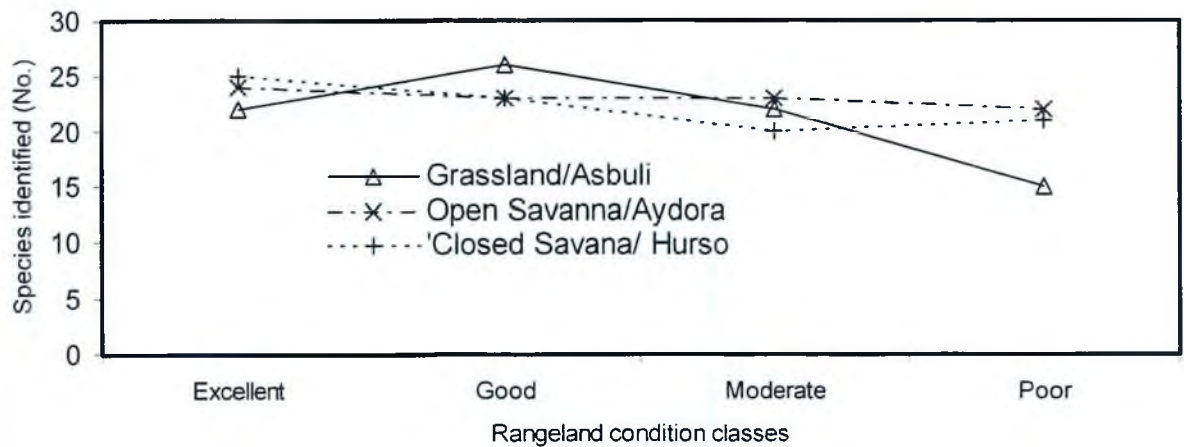 30
25
20
15
10
5
0
Species identified (No.)
Grassland/Asbuli
Open Savanna/Aydora
'Closed Savana/ Hurso
Excellent Good Moderate Poor
Rangeland condition classes